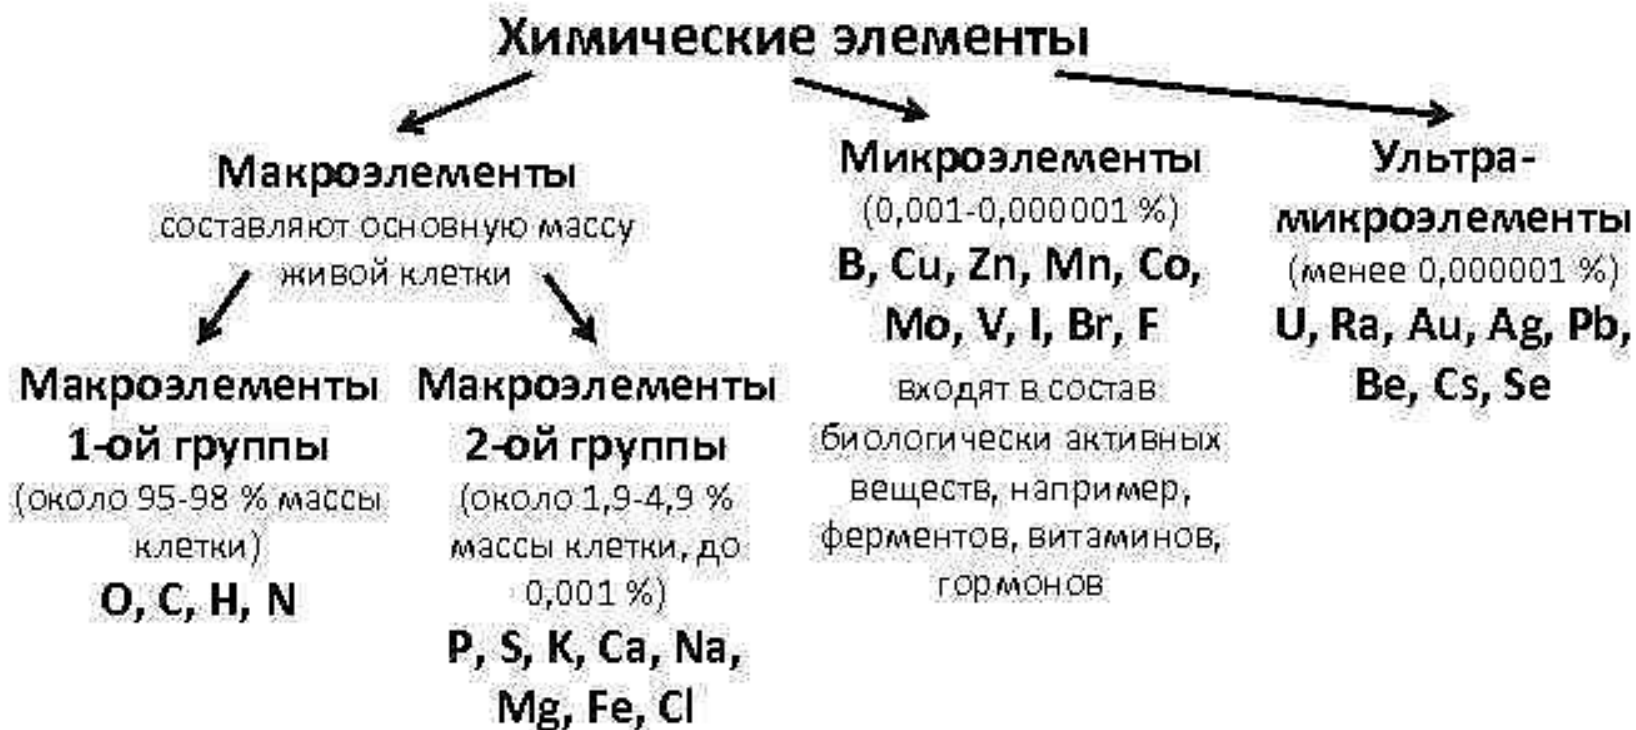 Химические элементы
Макроэлементы
составляют основную массу
живой клетки
Макроэлементы
1-ой группы
(около 95-98 % массы
клетки)
O, C, H, N
Макроэлементы
2-ой группы
(около 1,9-4,9 %
массы клетки, до
0,001 %)
P, S, K, Ca, Na,
Mg, Fe, Cl
Микроэлементы
(0,001-0,000001 %)
B, Cu, Zn, Mn, Co,
Mo, V, I, Br, F
входят в состав
биологически активных
веществ, например,
ферментов, витаминов,
гормонов
Ультра-
микроэлементы
(менее 0,000001 %)
U, Ra, Au, Ag, Pb,
Be, Cs, Se